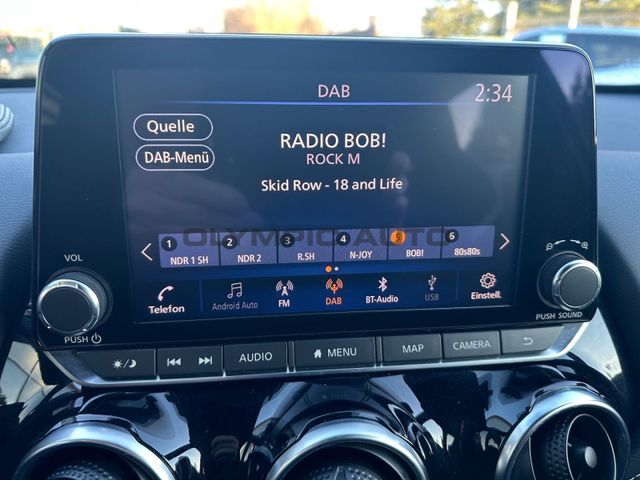 DAB
2:34
Quelle
DAB-Menü
RADIO BOB!
ROCK M
Skid Row - 18 and Life
OLYMPIC AUTO
1 2 3 4 5 6
NDR 1 SH NDR 2 R.SH N-JOY BOB! 80s80s
Telefon Android Auto FM DAB BT-Audio USB Einstell.
VOL
PUSH
PUSH SOUND
AUDIO MENU MAP CAMERA